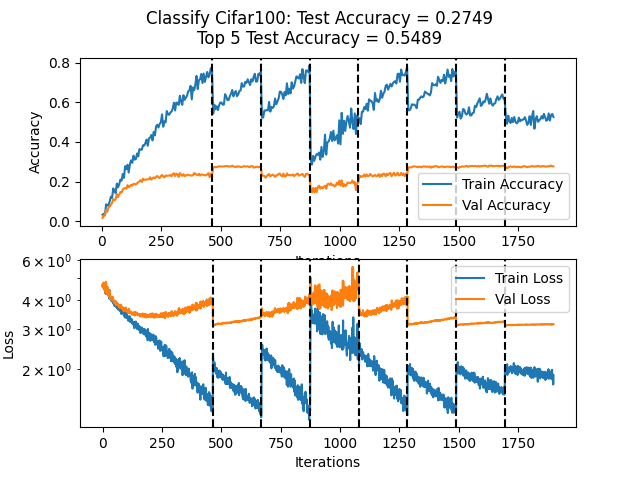 Classify Cifar100: Test Accuracy = 0.2749
Top 5 Test Accuracy = 0.5489
0.8
0.6
0.4
0.2
0.0
Accuracy
Train Accuracy
Val Accuracy
0 250 500 750 1000 1250 1500 1750
Iterations
6 × 10⁰
4 × 10⁰
3 × 10⁰
2 × 10⁰
Loss
Train Loss
Val Loss
0 250 500 750 1000 1250 1500 1750
Iterations